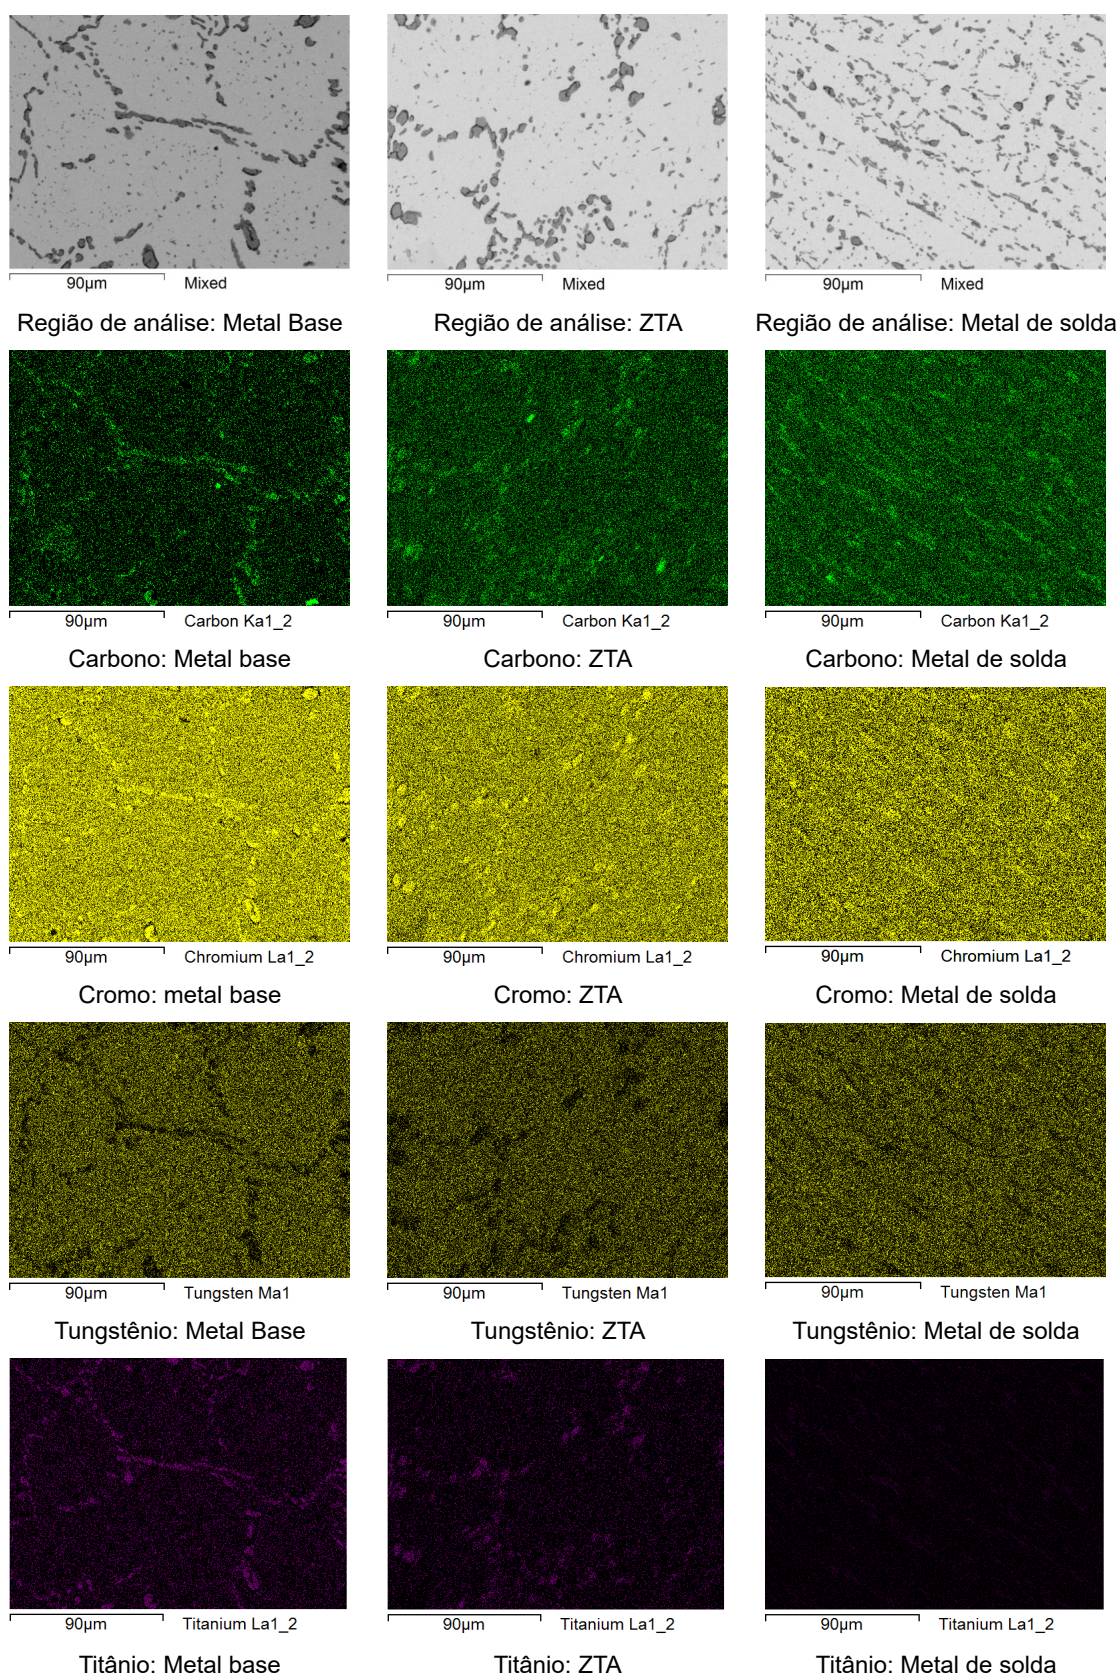 90µm Mixed 90µm Mixed 90µm Mixed
Região de análise: Metal Base Região de análise: ZTA Região de análise: Metal de solda
90µm Carbon Ka1_2 90µm Carbon Ka1_2 90µm Carbon Ka1_2
Carbono: Metal base Carbono: ZTA Carbono: Metal de solda
90µm Chromium La1_2 90µm Chromium La1_2 90µm Chromium La1_2
Cromo: metal base Cromo: ZTA Cromo: Metal de solda
90µm Tungsten Ma1 90µm Tungsten Ma1 90µm Tungsten Ma1
Tungstênio: Metal Base Tungstênio: ZTA Tungstênio: Metal de solda
90µm Titanium La1_2 90µm Titanium La1_2 90µm Titanium La1_2
Titânio: Metal base Titânio: ZTA Titânio: Metal de solda